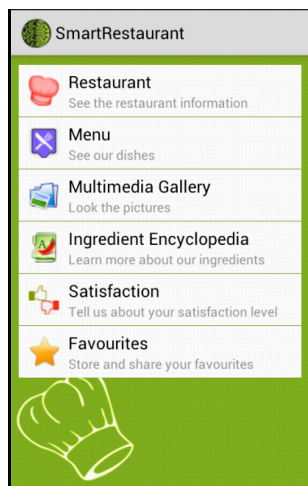 SmartRestaurant
Restaurant
See the restaurant information
Menu
See our dishes
Multimedia Gallery
Look the pictures
Ingredient Encyclopedia
Learn more about our ingredients
Satisfaction
Tell us about your satisfaction level
Favourites
Store and share your favourites